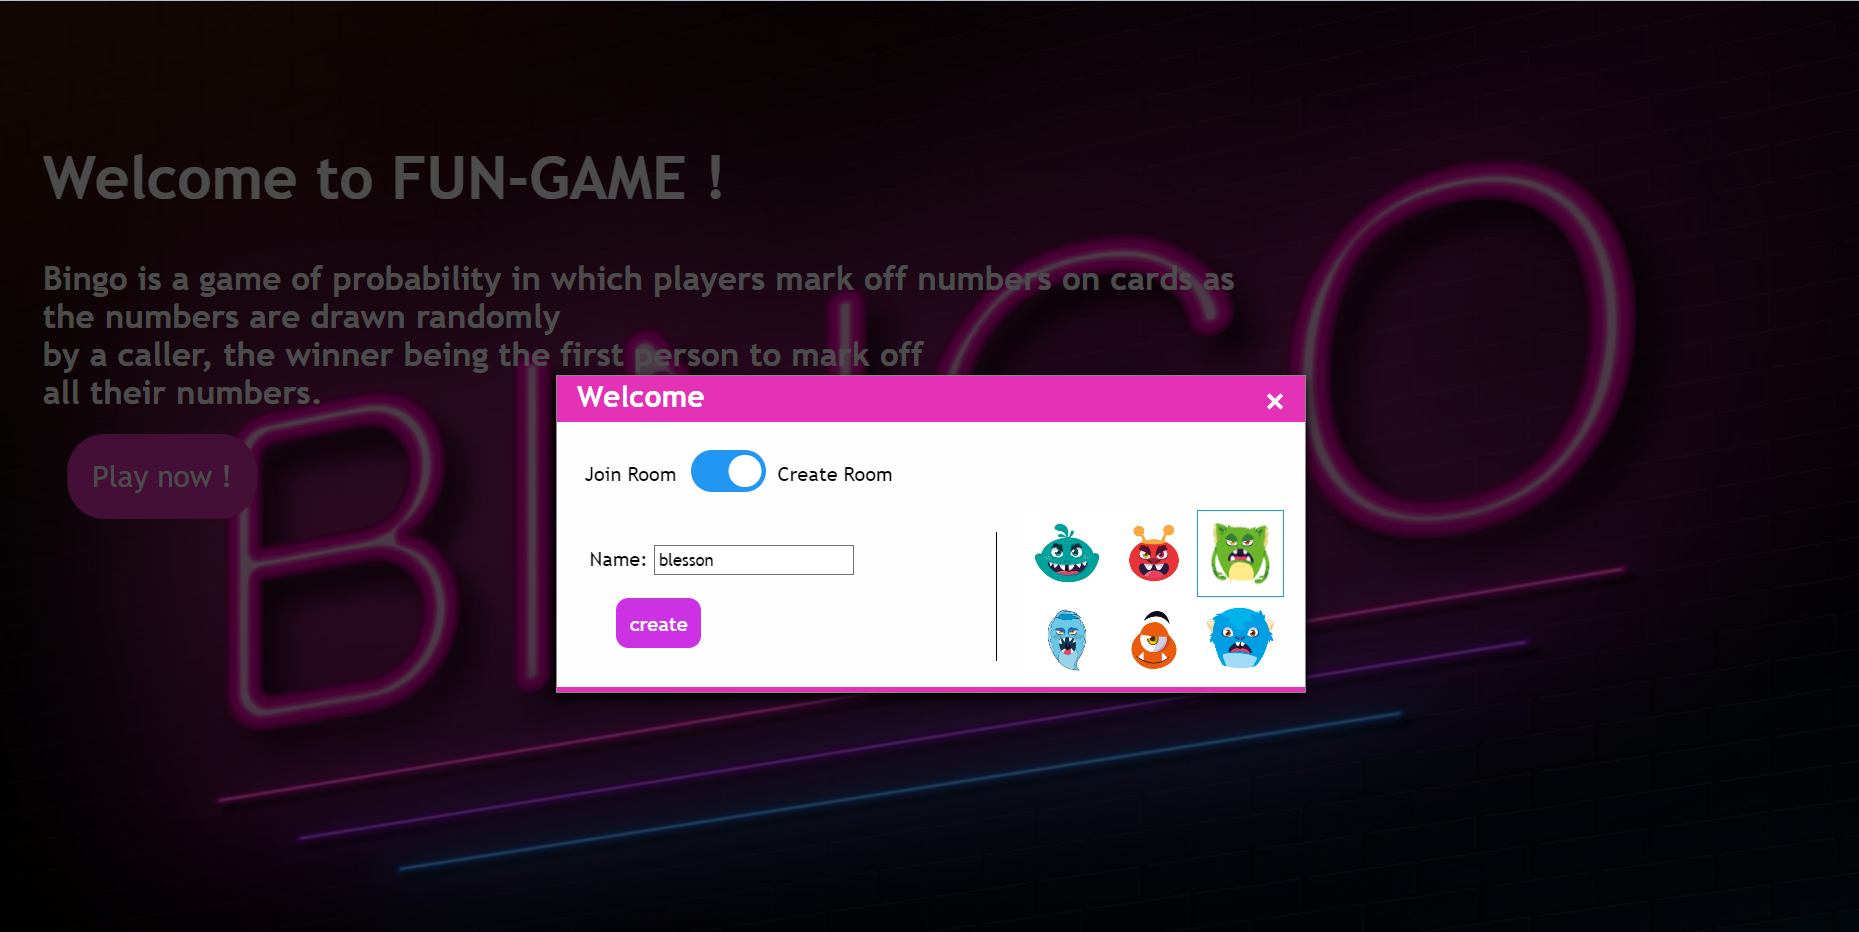 Welcome to FUN-GAME !
Bingo is a game of probability in which players mark off numbers on cards as
the numbers are drawn randomly
by a caller, the winner being the first person to mark off
all their numbers.
Play now !
BINGO
Welcome
×
Join Room Create Room
Name: blesson
create